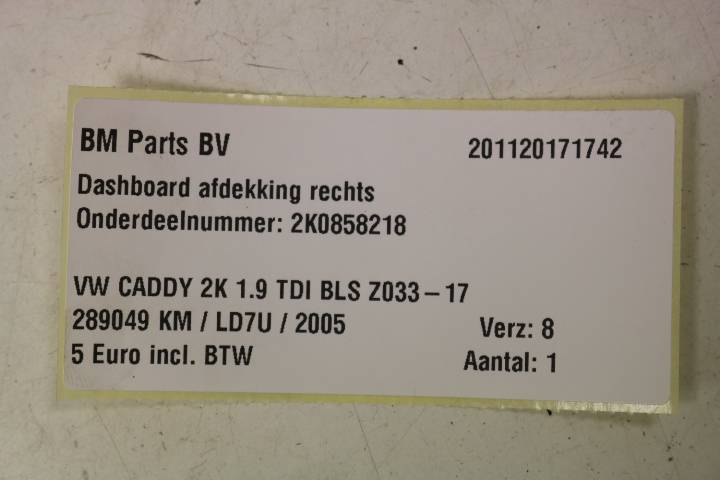 BM Parts BV 201120171742
Dashboard afdekking rechts
Onderdeelnummer: 2K0858218
VW CADDY 2K 1.9 TDI BLS Z033-17
289049 KM / LD7U / 2005 Verz: 8
5 Euro incl. BTW Aantal: 1